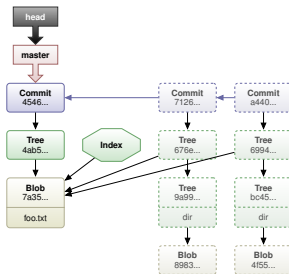 head
master
Commit
4546...
Commit
7126...
Commit
a440...
Tree
4ab5...
Index
Tree
676e...
Tree
6994...
Blob
7a35...
foo.txt
Tree
9a99...
dir
Tree
bc45...
dir
Blob
8983...
Blob
4f55...